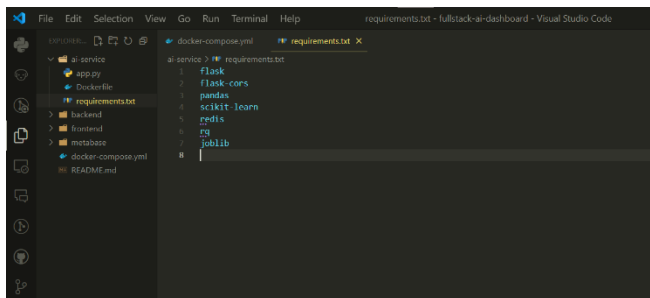 File Edit Selection View Go Run Terminal Help requirements.txt - fullstack-ai-dashboard - Visual Studio Code
EXPLORER...
ai-service
app.py
Dockerfile
requirements.txt
backend
frontend
metabase
docker-compose.yml
README.md
docker-compose.yml requirements.txt
ai-service > requirements.txt
1 flask
2 flask-cors
3 pandas
4 scikit-learn
5 redis
6 rq
7 joblib
8